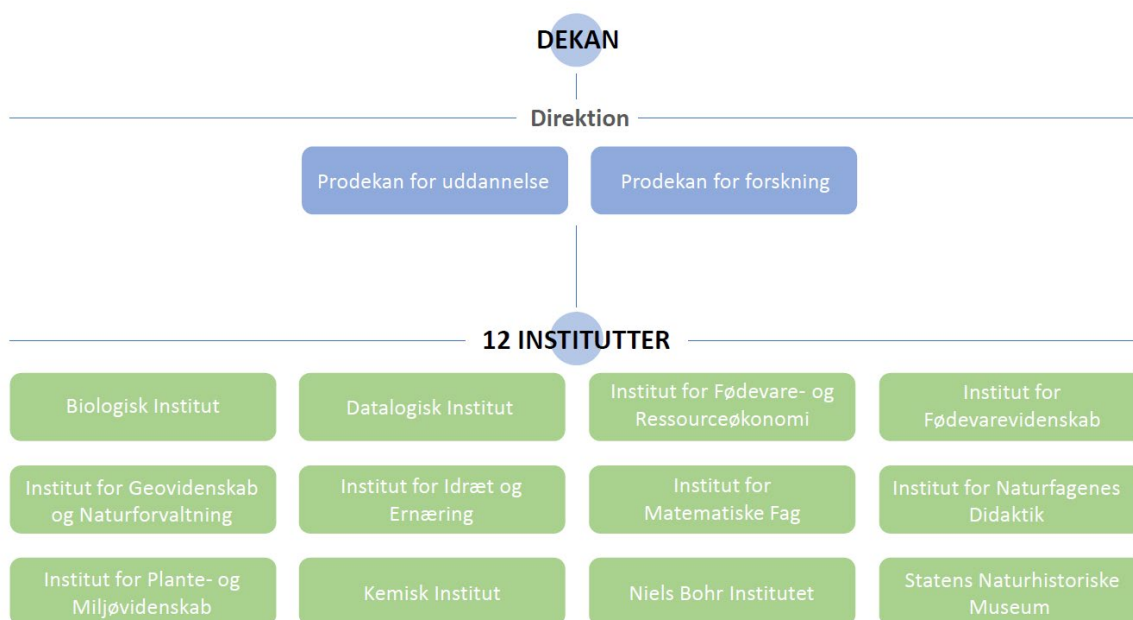 DEKAN
Direktion
Prodekan for uddannelse
Prodekan for forskning
12 INSTITUTTER
Biologisk Institut
Datalogisk Institut
Institut for Fødevare- og
Ressourceøkonomi
Institut for
Fødevarevidenskab
Institut for Geovidenskab
og Naturforvaltning
Institut for Idræt og
Ernæring
Institut for
Matematiske Fag
Institut for Naturfagenes
Didaktik
Institut for Plante- og
Miljøvidenskab
Kemisk Institut
Niels Bohr Institutet
Statens Naturhistoriske
Museum